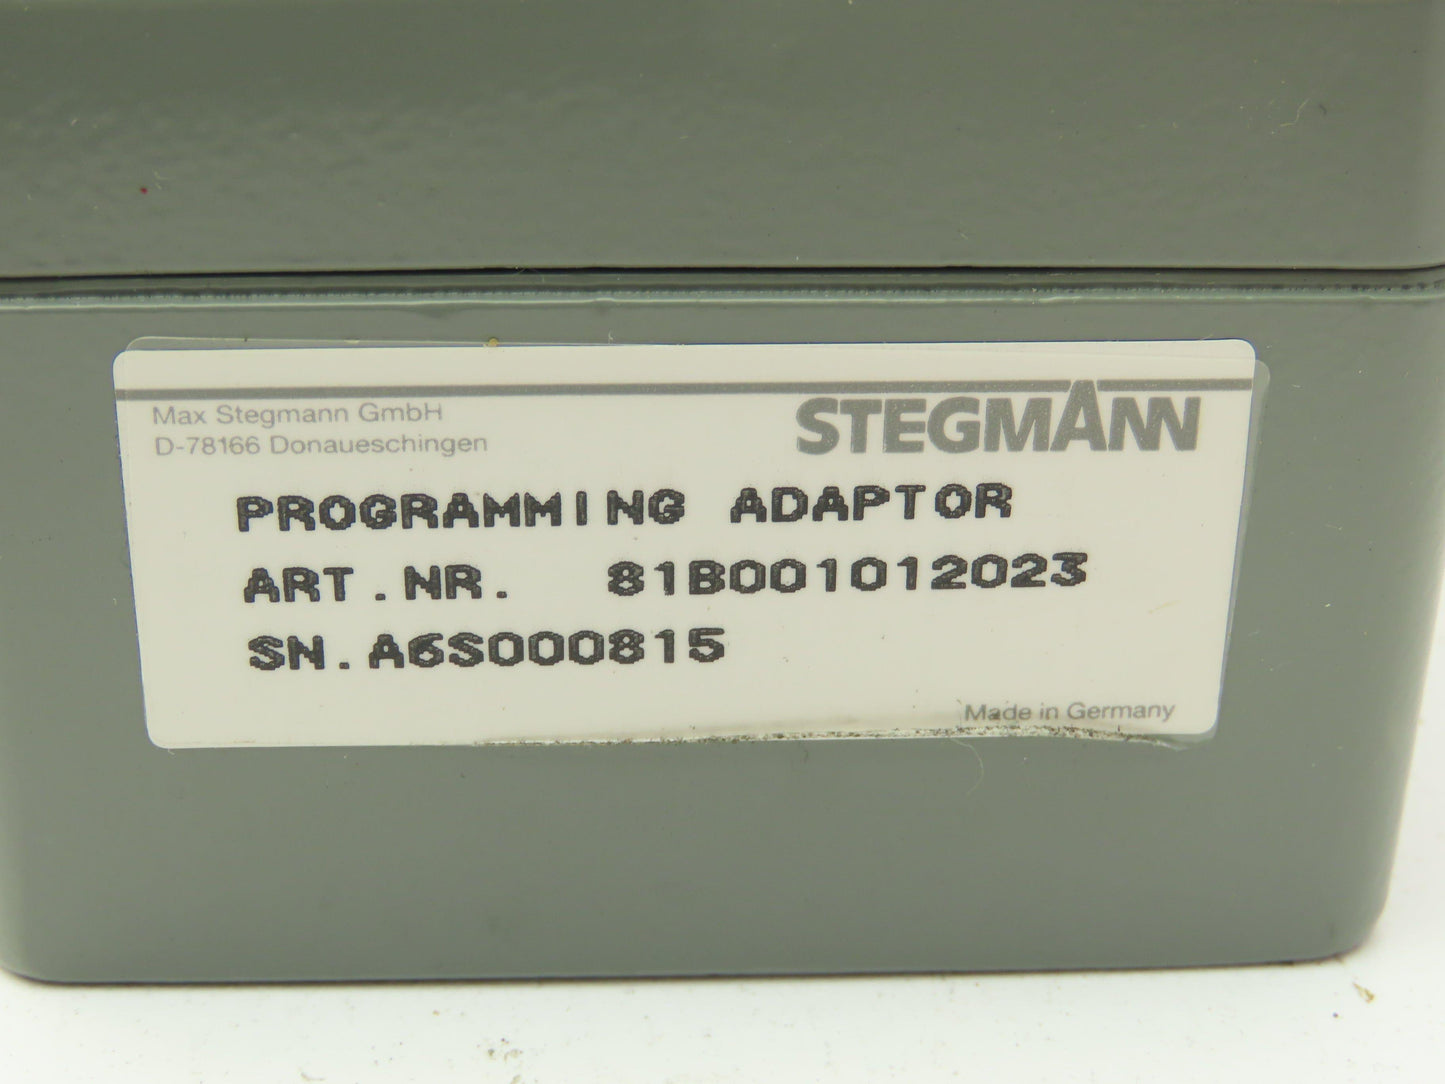 Max Stegmann GmbH
D-78166 Donaueschingen
STEGMANN
PROGRAMMING ADAPTOR
ART.NR. 81B001012023
SN.A6S000815
Made in Germany